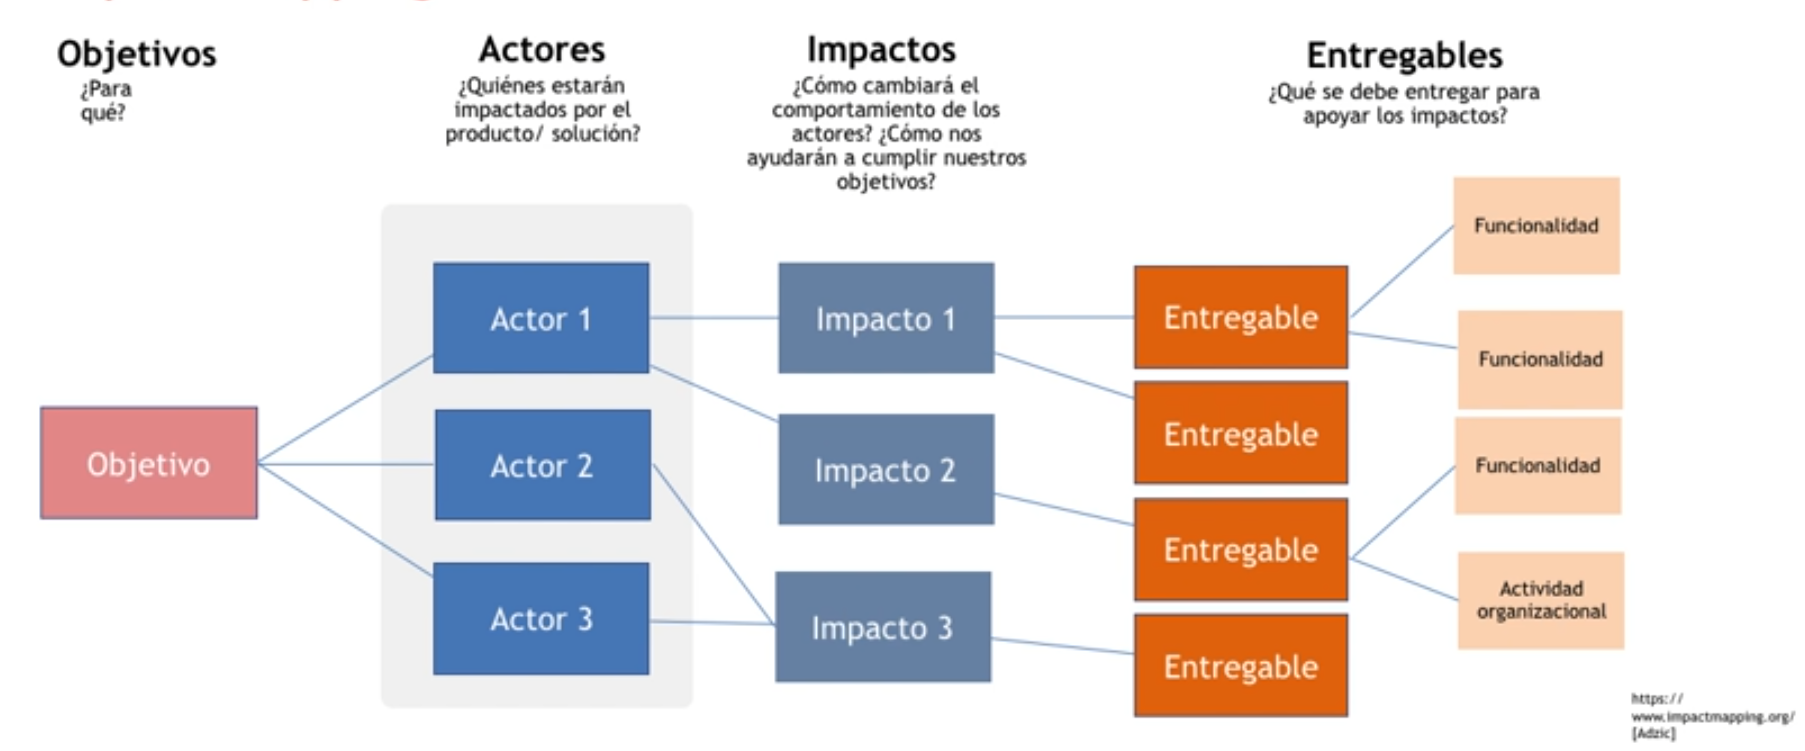 Objetivos
¿Para
qué?
Actores
¿Quiénes estarán
impactados por el
producto/ solución?
Impactos
¿Cómo cambiará el
comportamiento de los
actores? ¿Cómo nos
ayudarán a cumplir nuestros
objetivos?
Entregables
¿Qué se debe entregar para
apoyar los impactos?
Objetivo
Actor 1
Actor 2
Actor 3
Impacto 1
Impacto 2
Impacto 3
Entregable
Entregable
Entregable
Entregable
Funcionalidad
Funcionalidad
Funcionalidad
Actividad
organizacional
https://
www.impactmapping.org/
[Adzic]